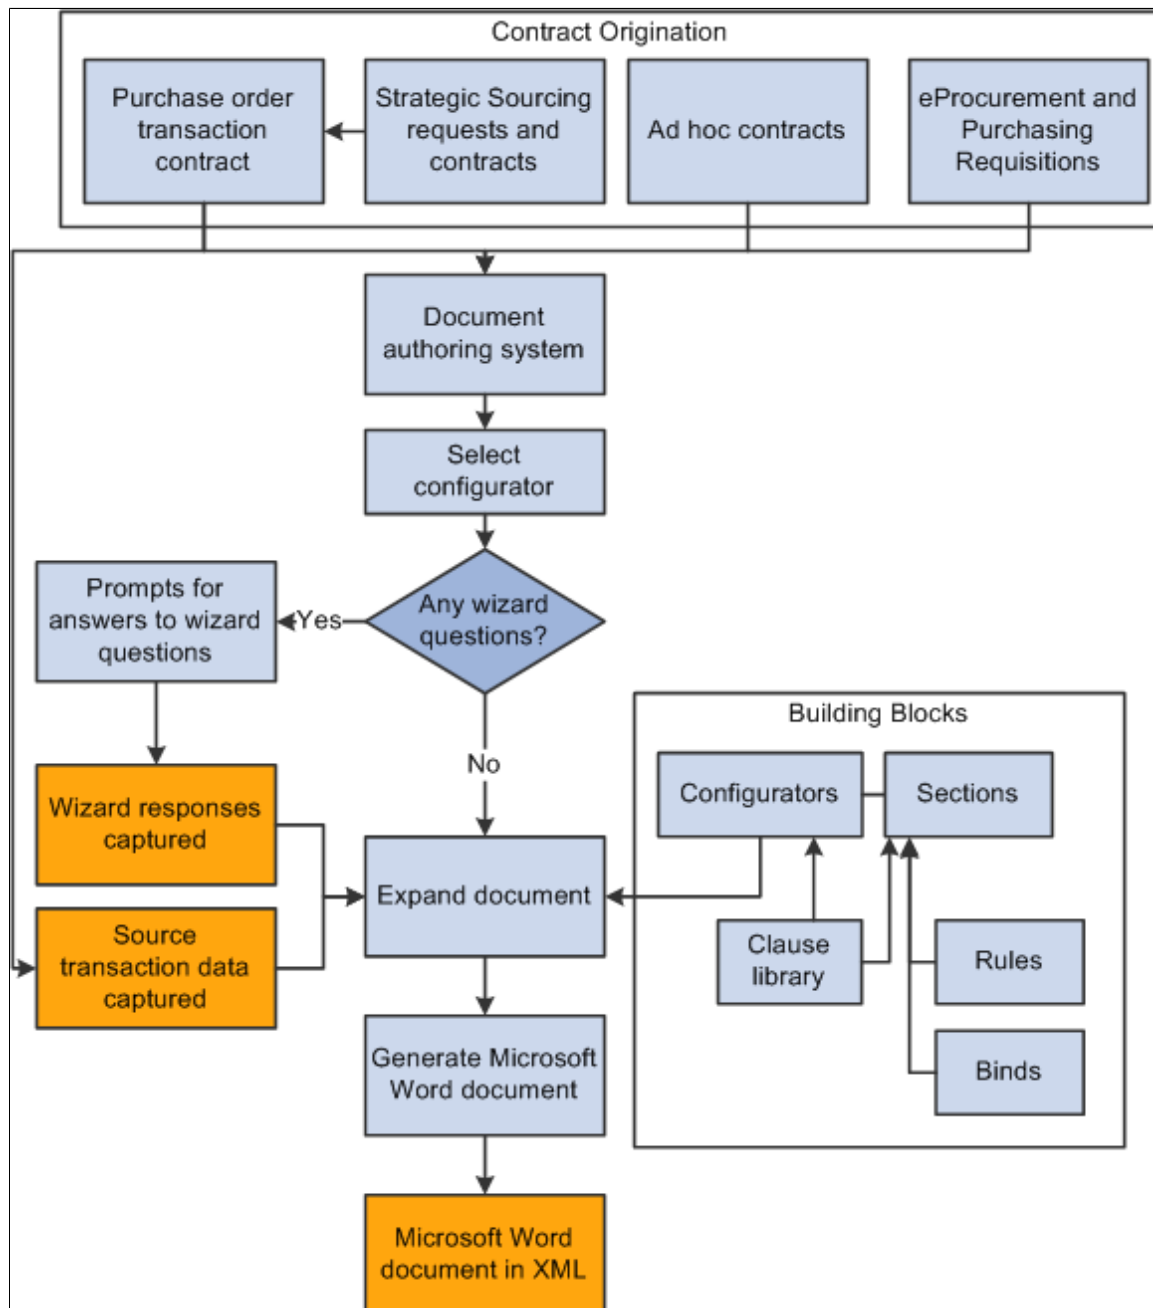 Contract Origination
Purchase order
transaction
contract
Strategic Sourcing
requests and
contracts
Ad hoc contracts
eProcurement and
Purchasing
Requisitions
Document
authoring system
Select
configurator
Any wizard
questions?
Yes
Prompts for
answers to wizard
questions
No
Wizard responses
captured
Source
transaction data
captured
Expand document
Building Blocks
Configurators
Sections
Clause
library
Rules
Binds
Generate Microsoft
Word document
Microsoft Word
document in XML